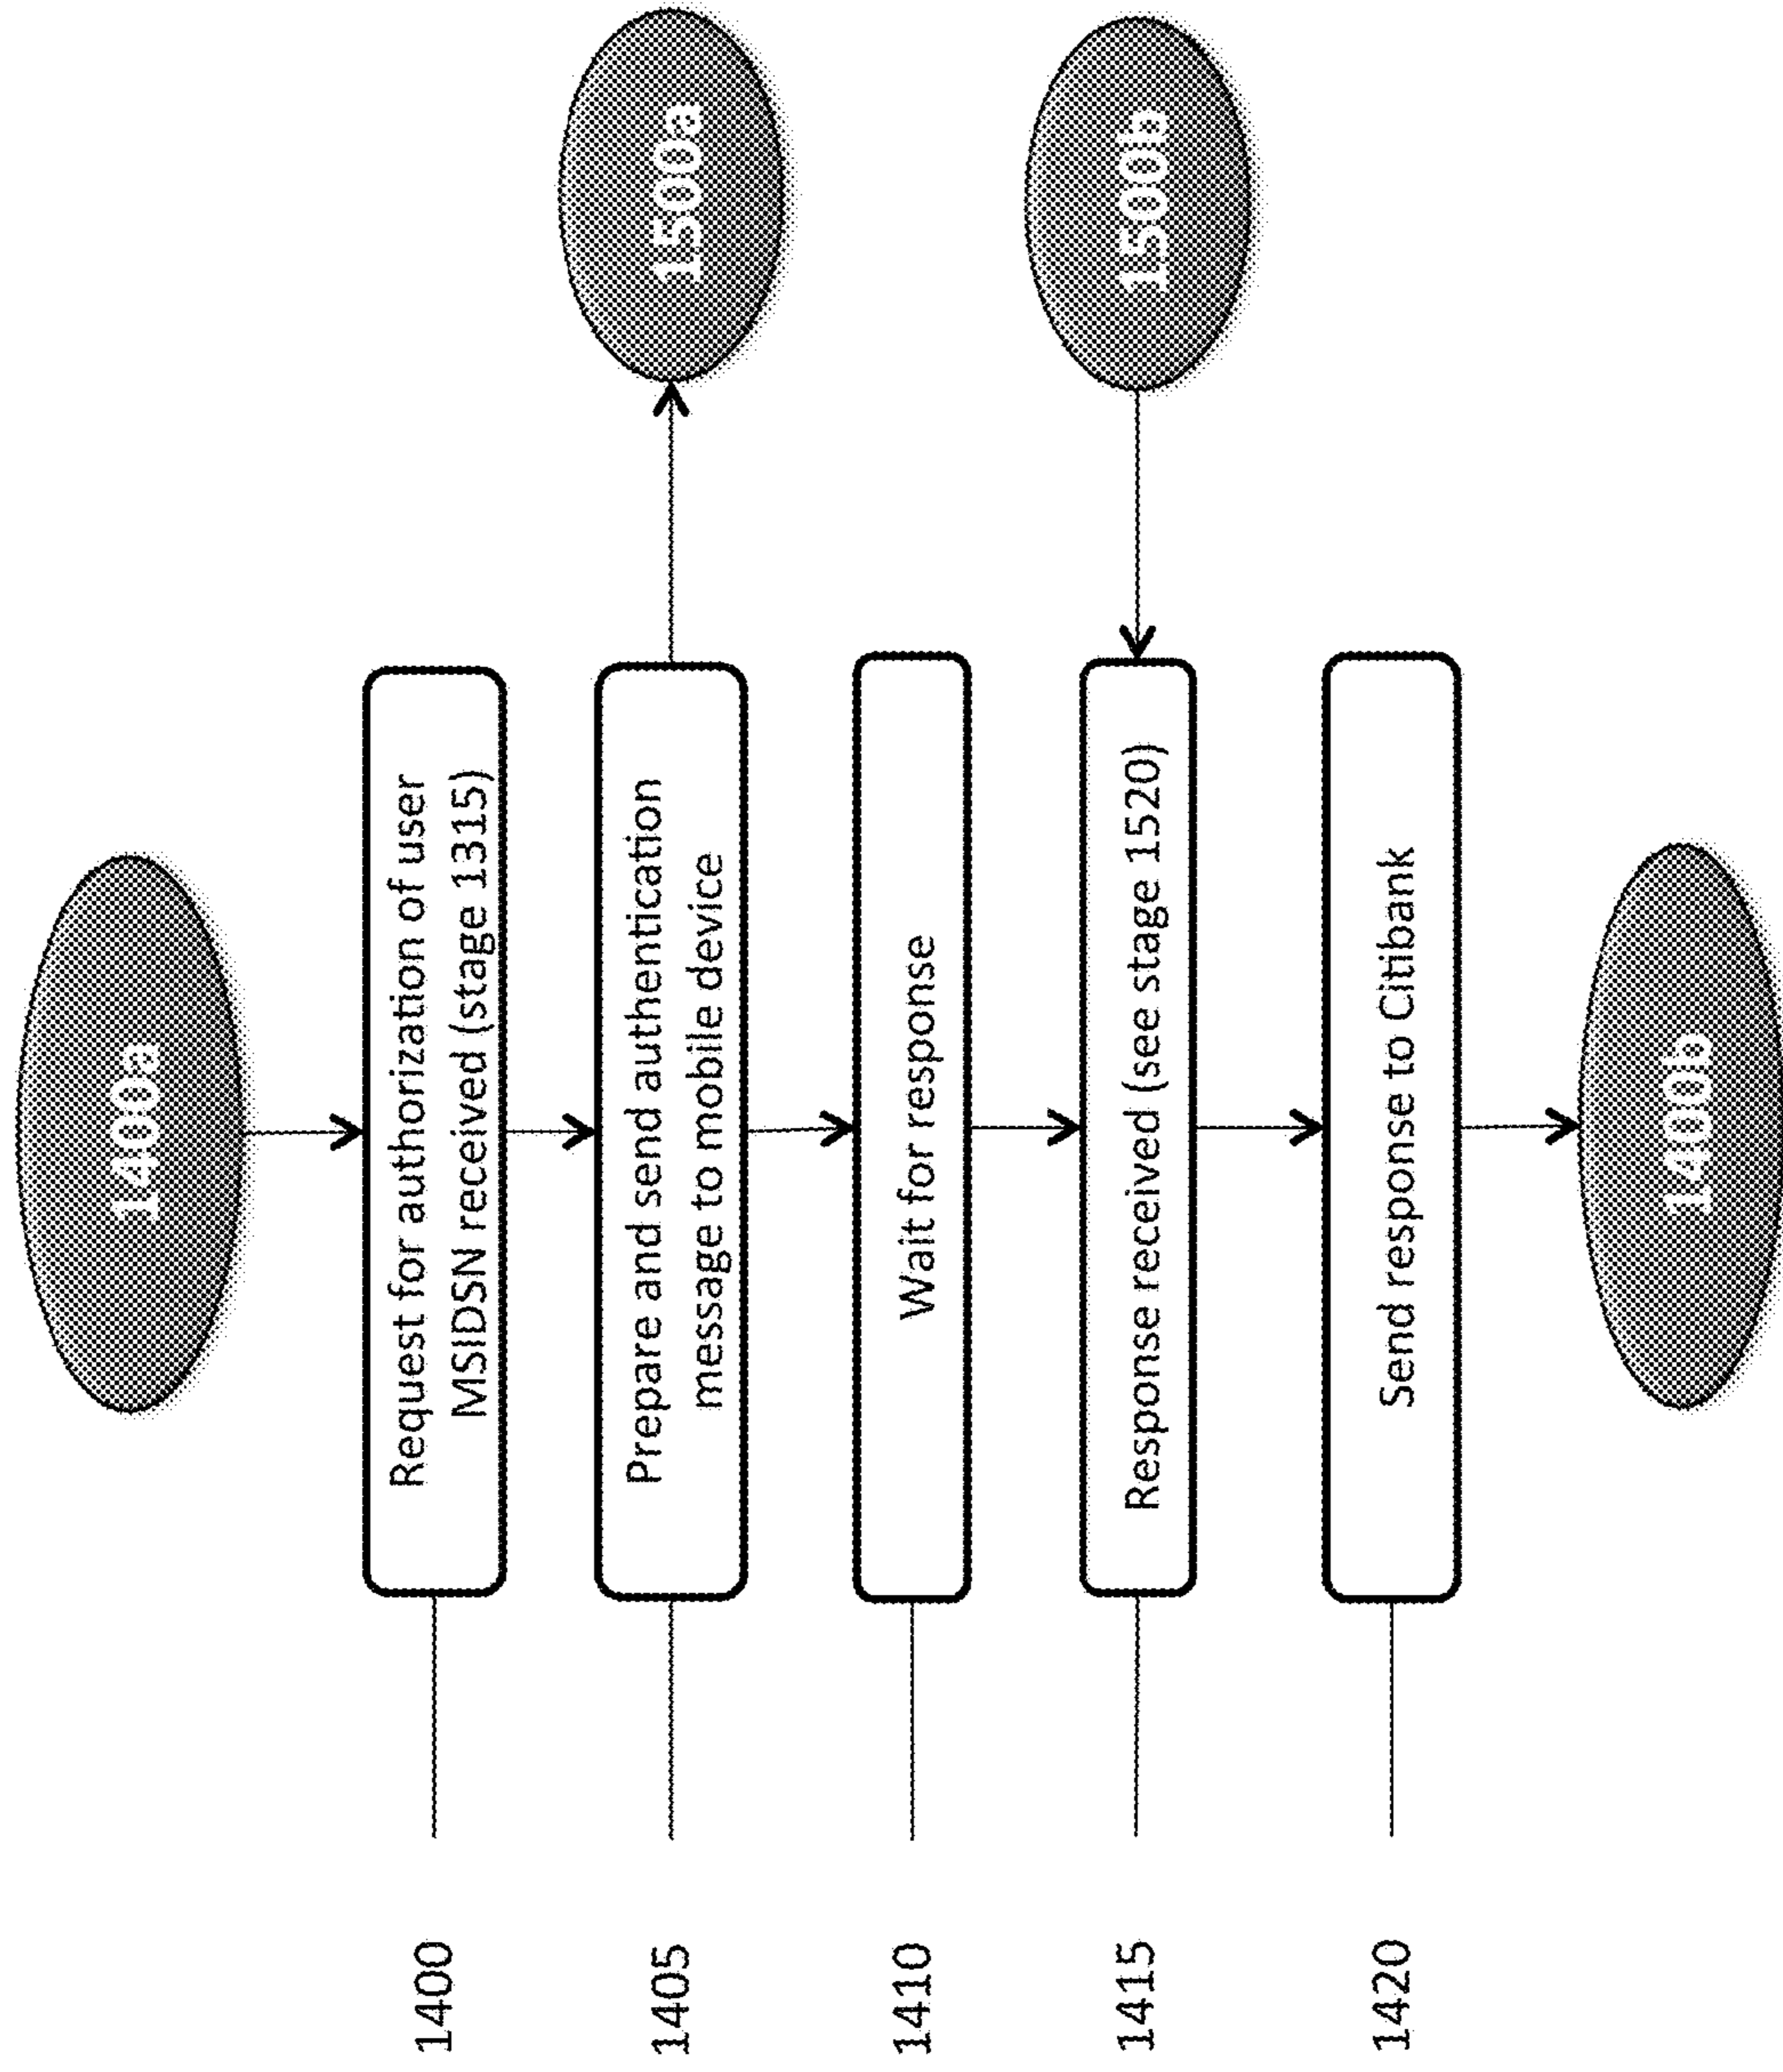 1400a
1400
Request for authorization of user
MSIDSN received (stage 1315)
1405
Prepare and send authentication
message to mobile device
1500a
1410
Wait for response
1415
Response received (see stage 1520)
1500b
1420
Send response to Citibank
1400b